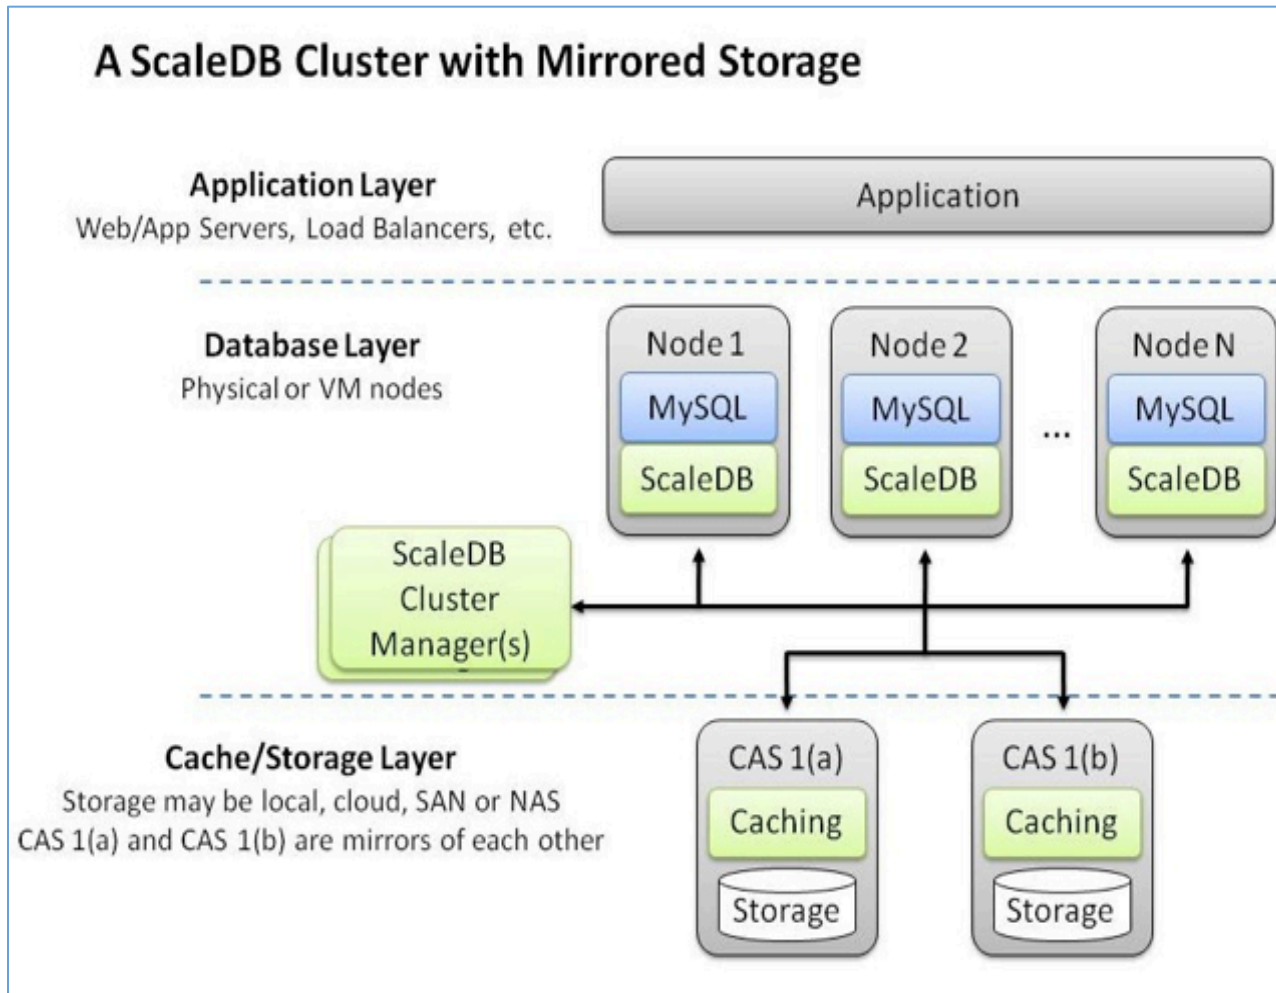 A ScaleDB Cluster with Mirrored Storage
Application Layer
Web/App Servers, Load Balancers, etc.
Application
Database Layer
Physical or VM nodes
Node 1
MySQL
ScaleDB
Node 2
MySQL
ScaleDB
...
Node N
MySQL
ScaleDB
ScaleDB
Cluster
Manager(s)
Cache/Storage Layer
Storage may be local, cloud, SAN or NAS
CAS 1(a) and CAS 1(b) are mirrors of each other
CAS 1(a)
Caching
Storage
CAS 1(b)
Caching
Storage